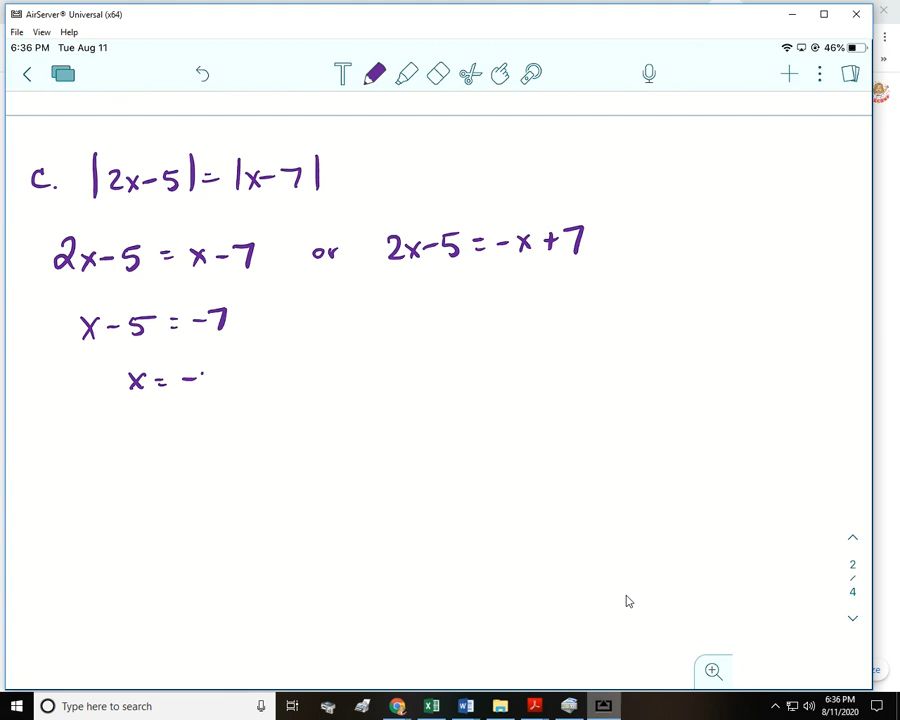 AirServer® Universal (x64)
File View Help
6:36 PM Tue Aug 11
46%
T
c. |2x-5| = |x-7|
2x-5 = x-7 or 2x-5 = -x+7
x-5 = -7
x = -
2
/
4
Type here to search
6:36 PM
8/11/2020